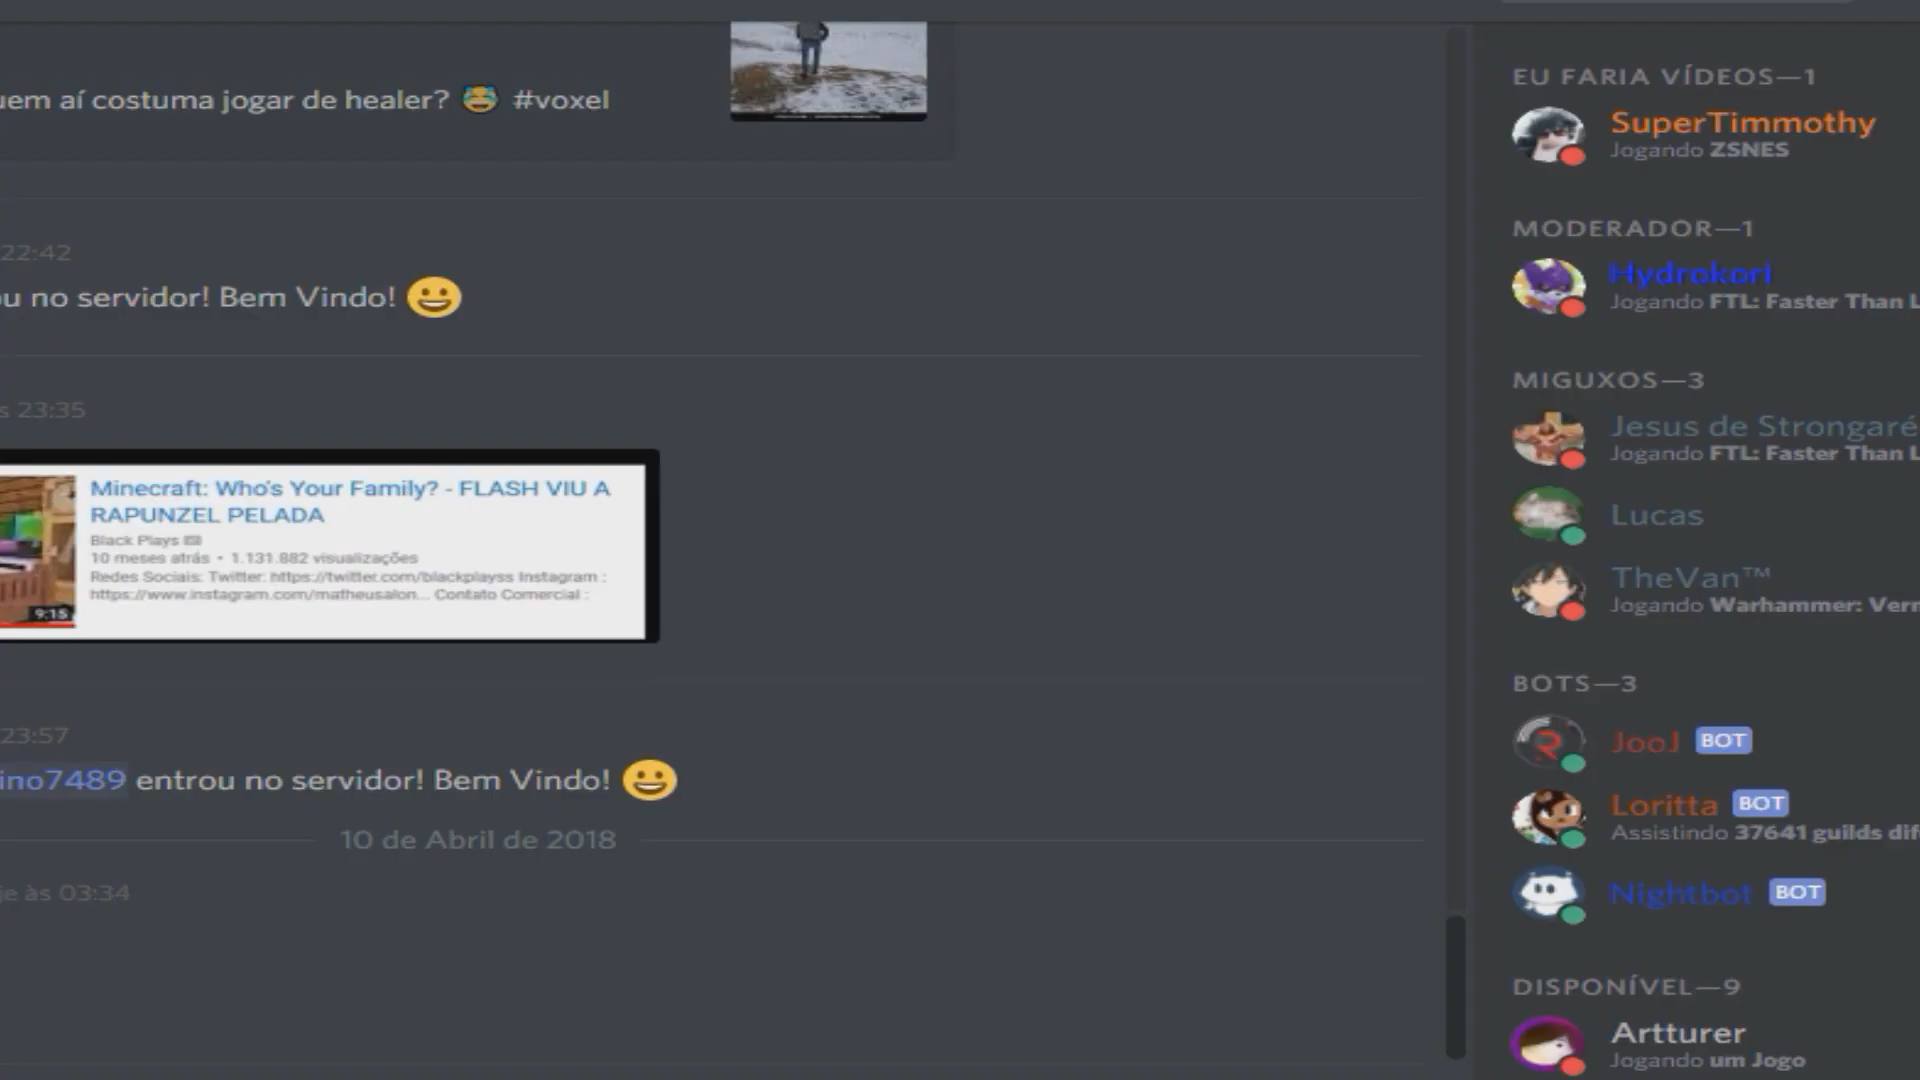 uem aí costuma jogar de healer? #voxel
22:42
ou no servidor! Bem Vindo!
s 23:35
Minecraft: Who's Your Family? - FLASH VIU A
RAPUNZEL PELADA
Black Plays
10 meses atrás • 1.131.882 visualizações
Redes Sociais: Twitter: https://twitter.com/blackplayss Instagram :
https://www.instagram.com/matheusalon... Contato Comercial :
9:15
23:57
ino7489 entrou no servidor! Bem Vindo!
10 de Abril de 2018
je às 03:34
EU FARIA VÍDEOS—1
SuperTimmothy
Jogando ZSNES
MODERADOR—1
Hydrokori
Jogando FTL: Faster Than L
MIGUXOS—3
Jesus de Strongaré
Jogando FTL: Faster Than L
Lucas
TheVan™
Jogando Warhammer: Verm
BOTS—3
JooJ BOT
Loritta BOT
Assistindo 37641 guilds dif
Nightbot BOT
DISPONÍVEL—9
Artturer
Jogando um Jogo